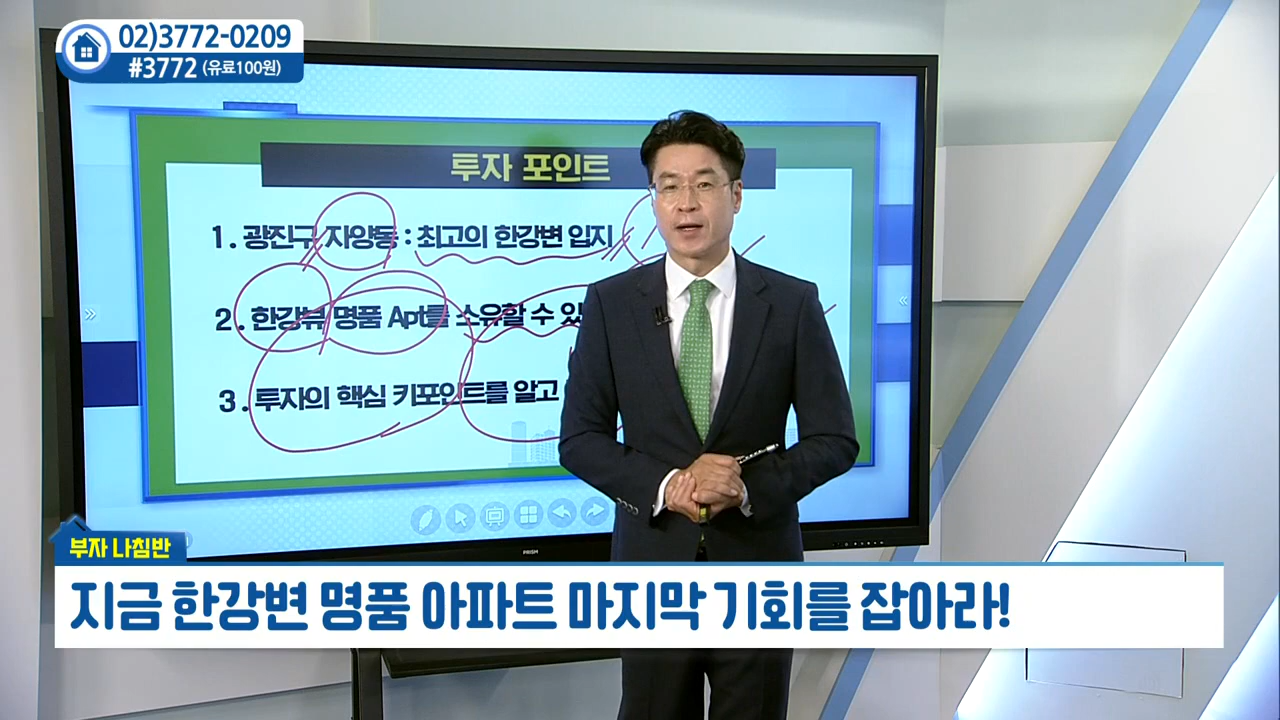 02)3772-0209
#3772 (유료100원)
투자 포인트
1. 광진구 자양동 : 최고의 한강변 입지
2. 한강뷰 명품 Apt를 소유할 수 있
3. 투자의 핵심 키포인트를 알고
PRISM
부자 나침반
지금 한강변 명품 아파트 마지막 기회를 잡아라!